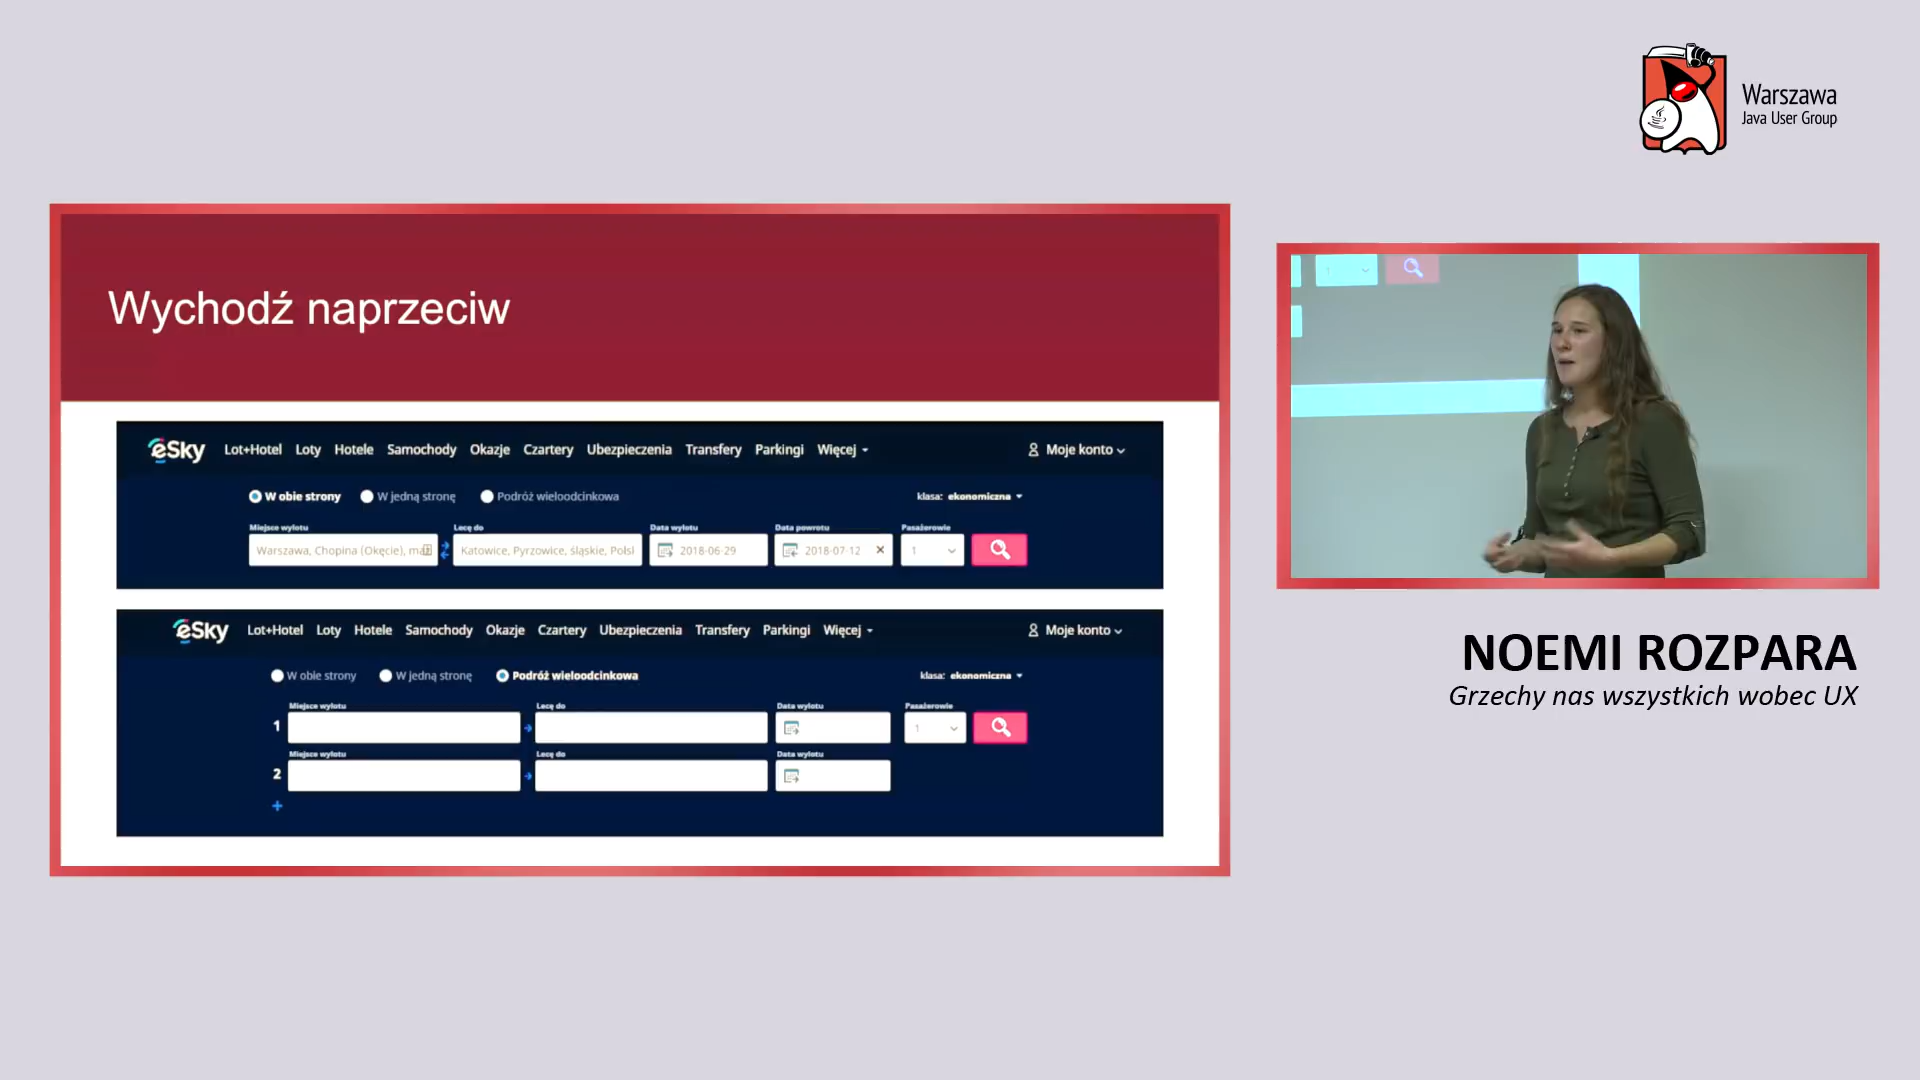 Warszawa
Java User Group
Wychodź naprzeciw
eSky Lot+Hotel Loty Hotele Samochody Okazje Czartery Ubezpieczenia Transfery Parkingi Więcej Moje konto
W obie strony W jedną stronę Podróż wieloodcinkowa klasa: ekonomiczna
Miejsce wylotu Lecę do Data wylotu Data powrotu Pasażerowie
Warszawa, Chopina (Okęcie), ma Katowice, Pyrzowice, śląskie, Polsk 2018-06-29 2018-07-12 1
eSky Lot+Hotel Loty Hotele Samochody Okazje Czartery Ubezpieczenia Transfery Parkingi Więcej Moje konto
W obie strony W jedną stronę Podróż wieloodcinkowa klasa: ekonomiczna
Miejsce wylotu Lecę do Data wylotu Pasażerowie
1 1
Miejsce wylotu Lecę do Data wylotu
2
+
NOEMI ROZPARA
Grzechy nas wszystkich wobec UX